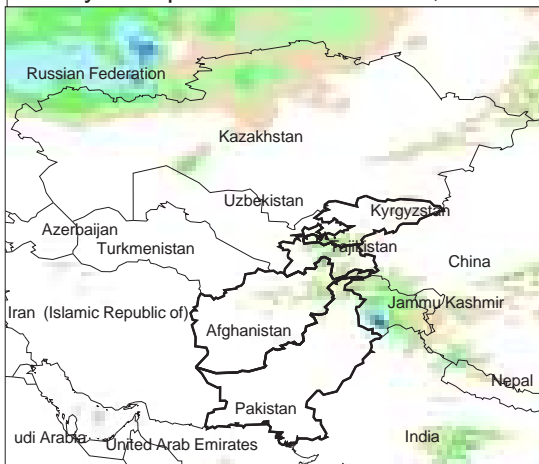 Russian Federation
Kazakhstan
Uzbekistan
Kyrgyzstan
Azerbaijan
Turkmenistan
Tajikistan
China
Jammu Kashmir
Iran (Islamic Republic of)
Afghanistan
Nepal
Pakistan
udi Arabia
United Arab Emirates
India